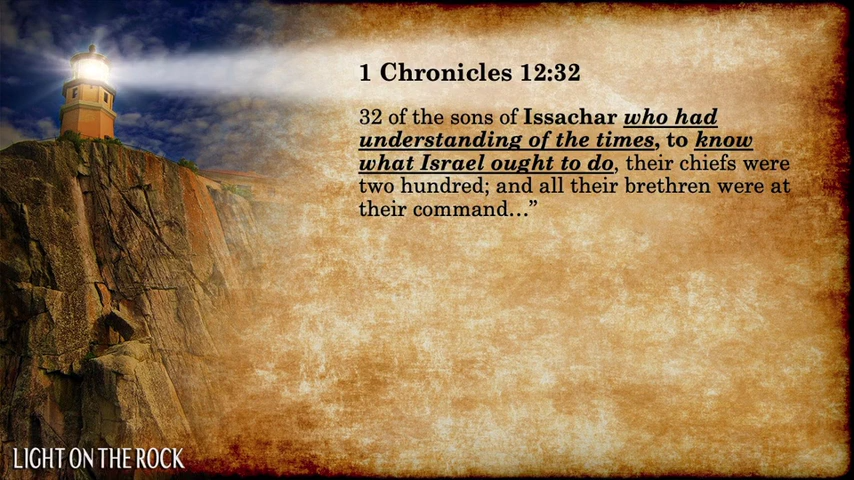 1 Chronicles 12:32
32 of the sons of Issachar who had
understanding of the times, to know
what Israel ought to do, their chiefs were
two hundred; and all their brethren were at
their command…”
LIGHT ON THE ROCK